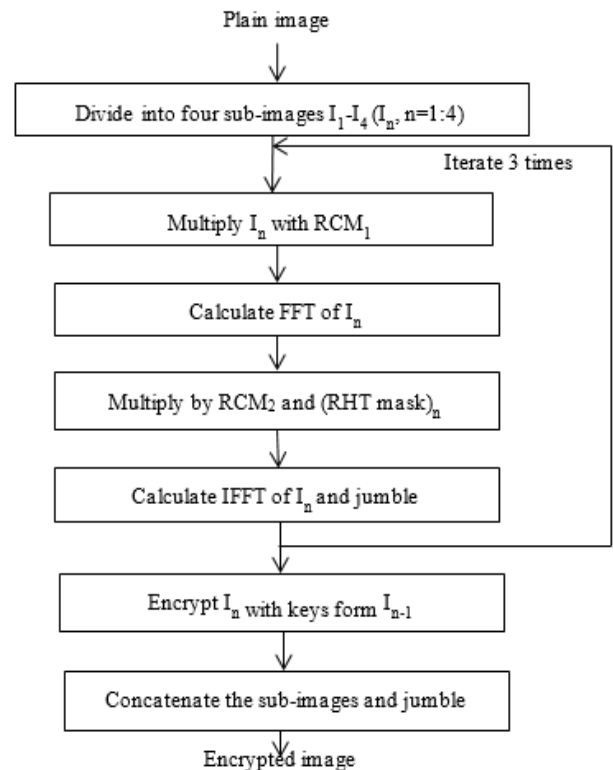 Plain image
Divide into four sub-images I₁-I₄ (Iₙ, n=1:4)
Iterate 3 times
Multiply Iₙ with RCM₁
Calculate FFT of Iₙ
Multiply by RCM₂ and (RHT mask)ₙ
Calculate IFFT of Iₙ and jumble
Encrypt Iₙ with keys form Iₙ₋₁
Concatenate the sub-images and jumble
Encrypted image